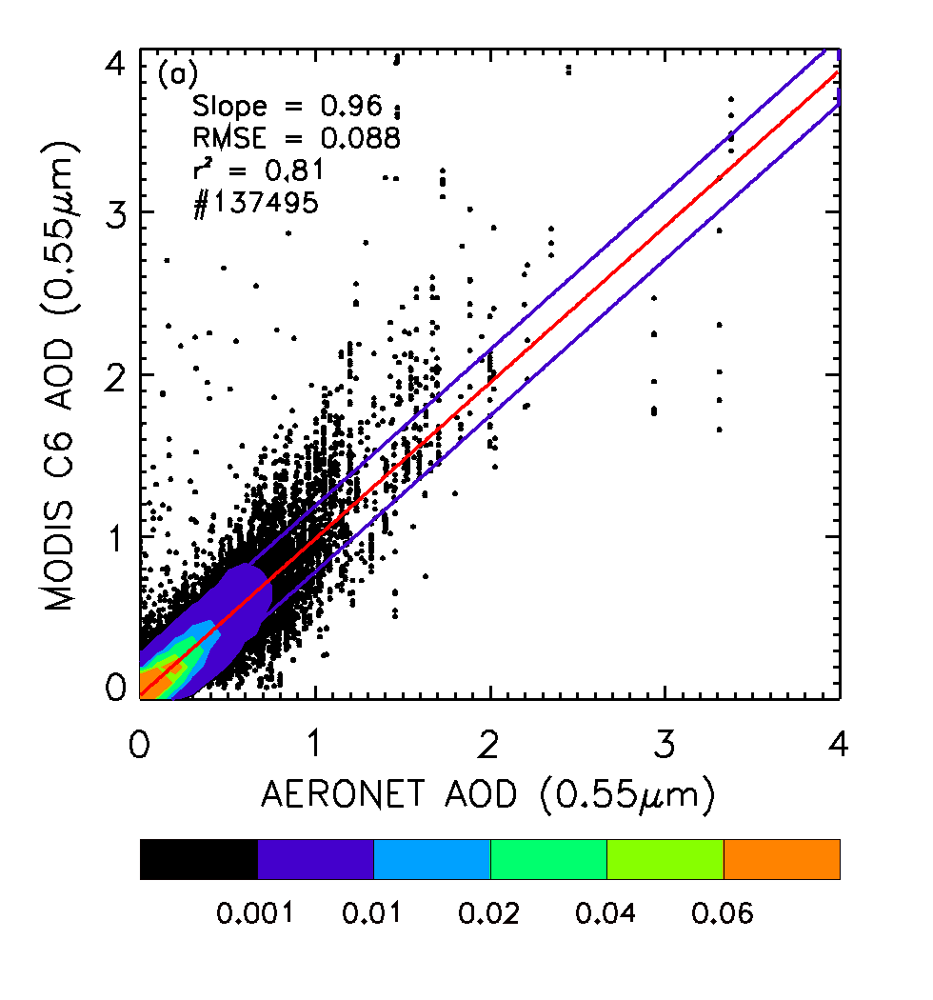 (a)
Slope = 0.96
RMSE = 0.088
r² = 0.81
#137495
MODIS C6 AOD (0.55μm)
4
3
2
1
0
0 1 2 3 4
AERONET AOD (0.55μm)
0.001 0.01 0.02 0.04 0.06